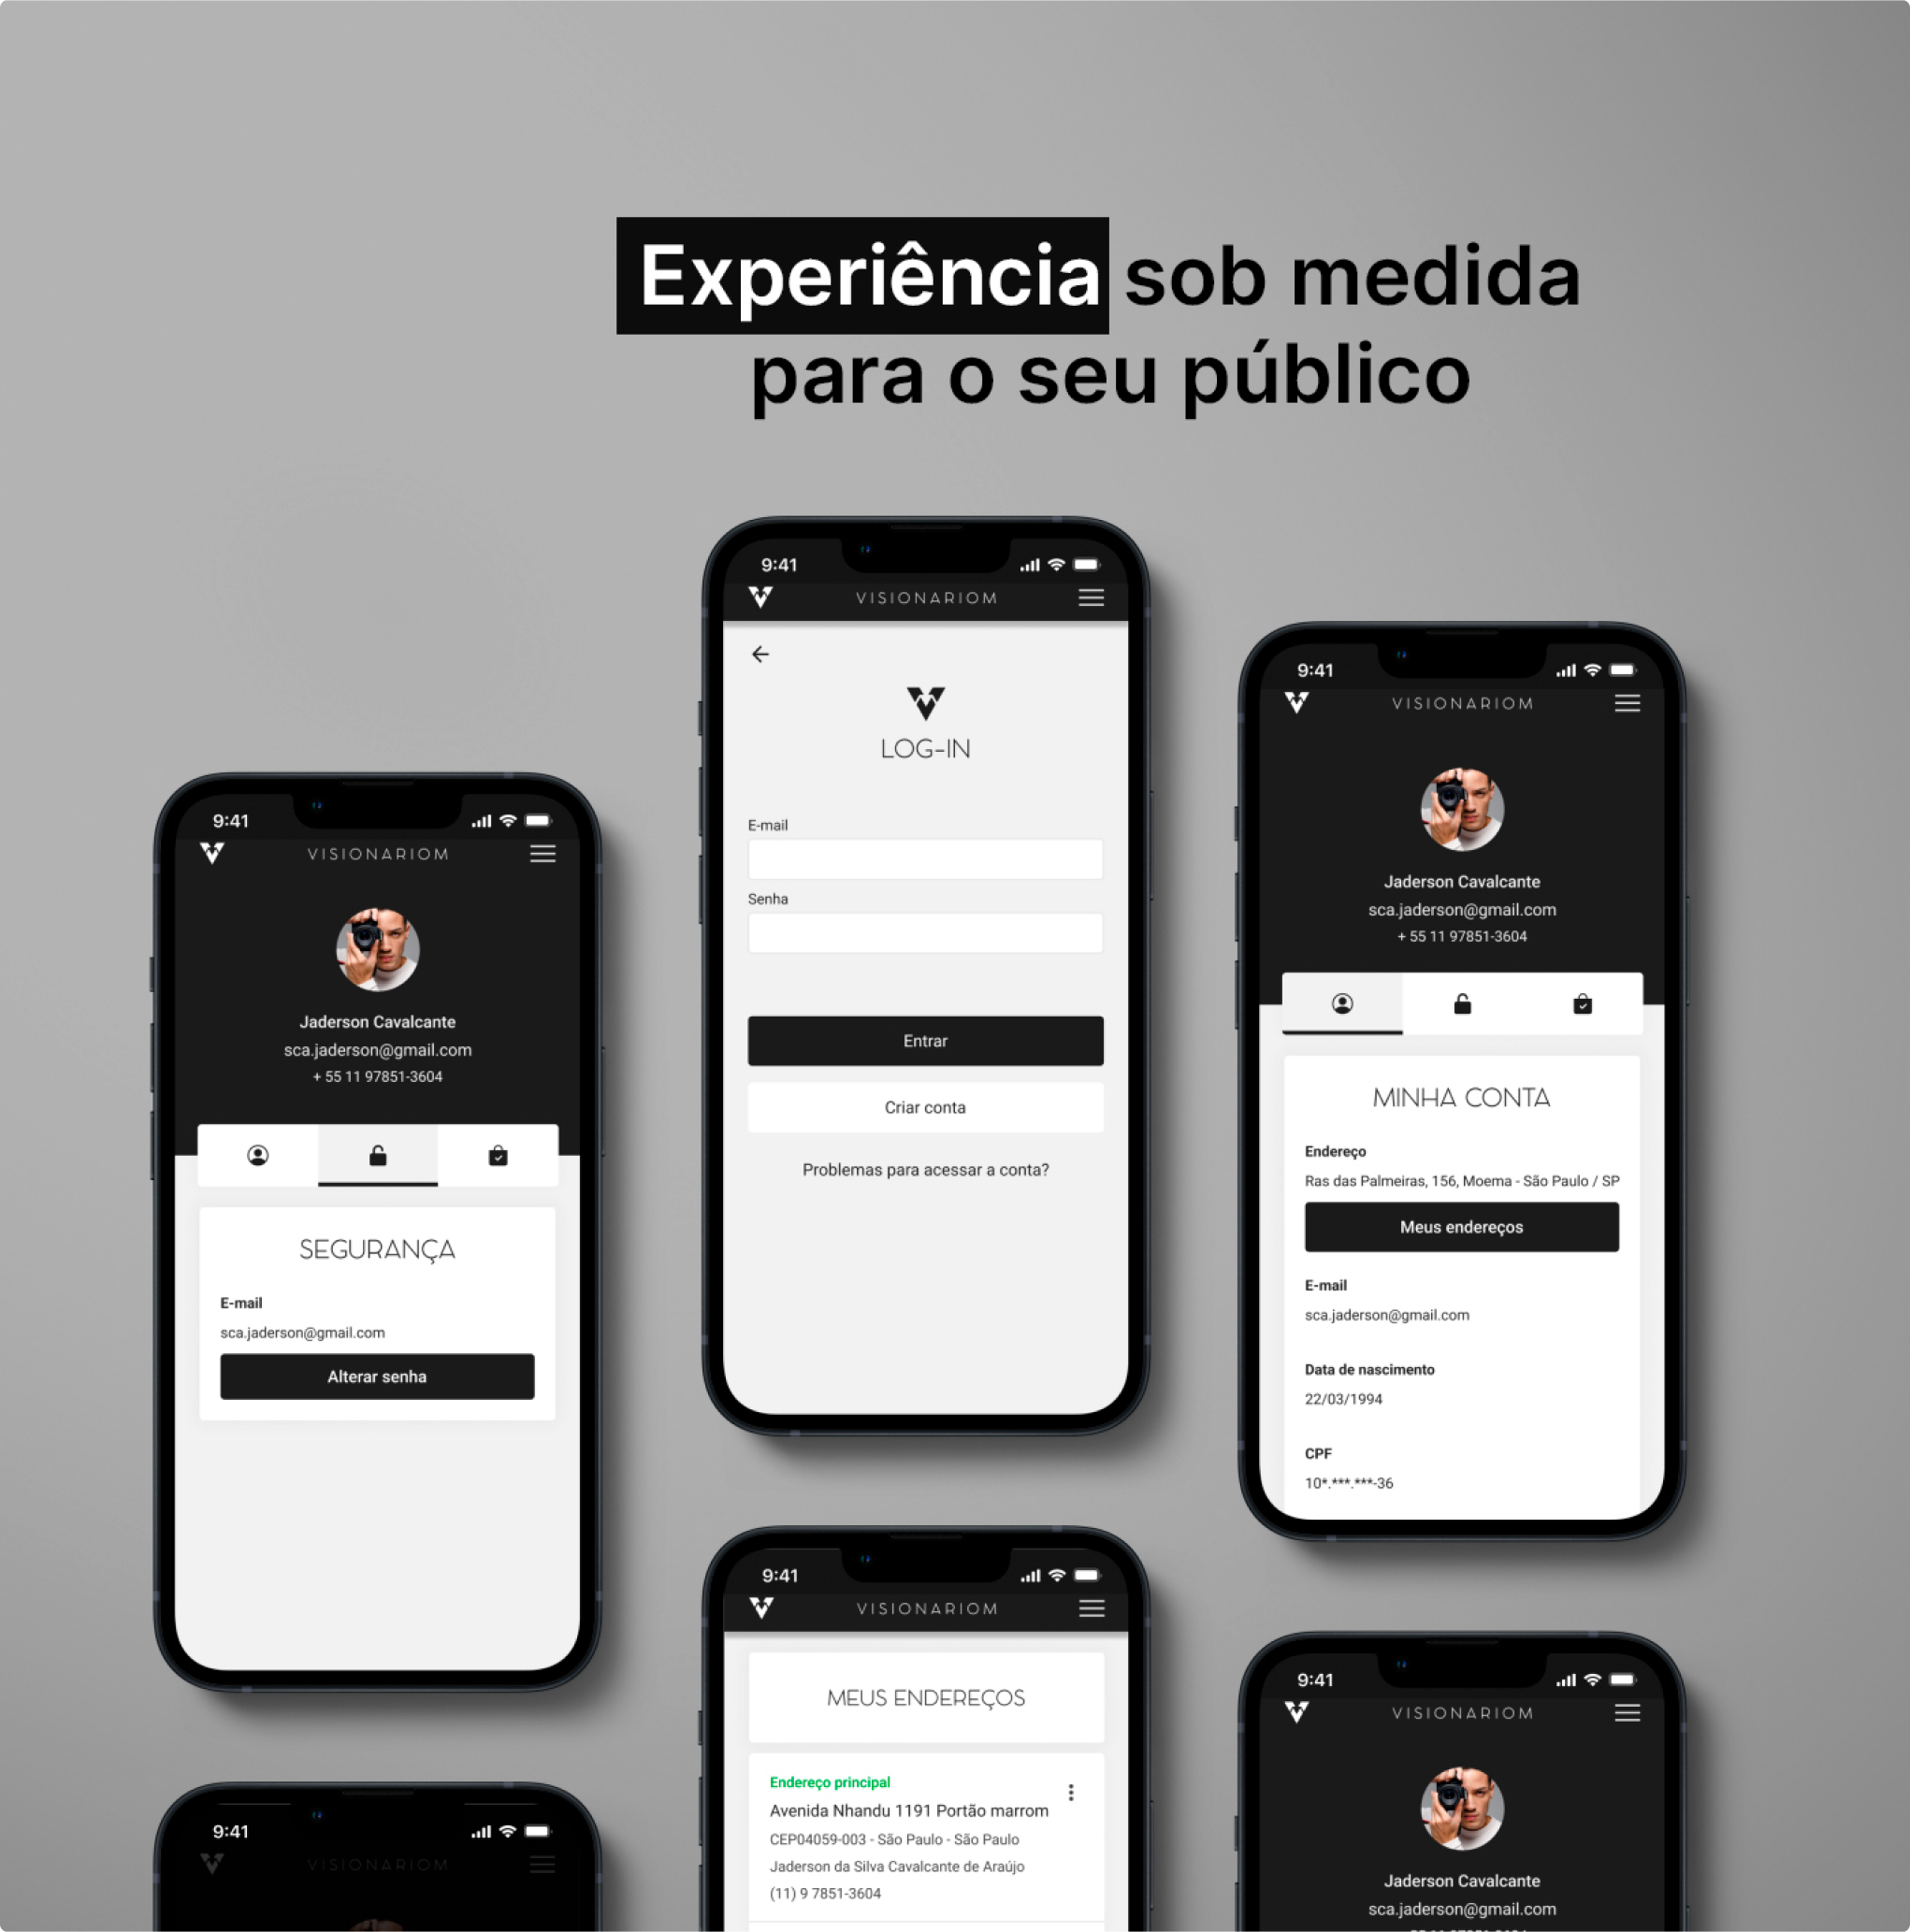 Experiência sob medida
para o seu público
9:41
VISIONARIOM
LOG-IN
E-mail
Senha
Entrar
Criar conta
Problemas para acessar a conta?
9:41
VISIONARIOM
Jaderson Cavalcante
sca.jaderson@gmail.com
+ 55 11 97851-3604
MINHA CONTA
Endereço
Ras das Palmeiras, 156, Moema - São Paulo / SP
Meus endereços
E-mail
sca.jaderson@gmail.com
Data de nascimento
22/03/1994
CPF
10*.***.***-36
9:41
VISIONARIOM
Jaderson Cavalcante
sca.jaderson@gmail.com
+ 55 11 97851-3604
SEGURANÇA
E-mail
sca.jaderson@gmail.com
Alterar senha
9:41
VISIONARIOM
MEUS ENDEREÇOS
Endereço principal
Avenida Nhandu 1191 Portão marrom
CEP04059-003 - São Paulo - São Paulo
Jaderson da Silva Cavalcante de Araújo
(11) 9 7851-3604
9:41
VISIONARIOM
Jaderson Cavalcante
sca.jaderson@gmail.com
9:41
VISIONARIOM